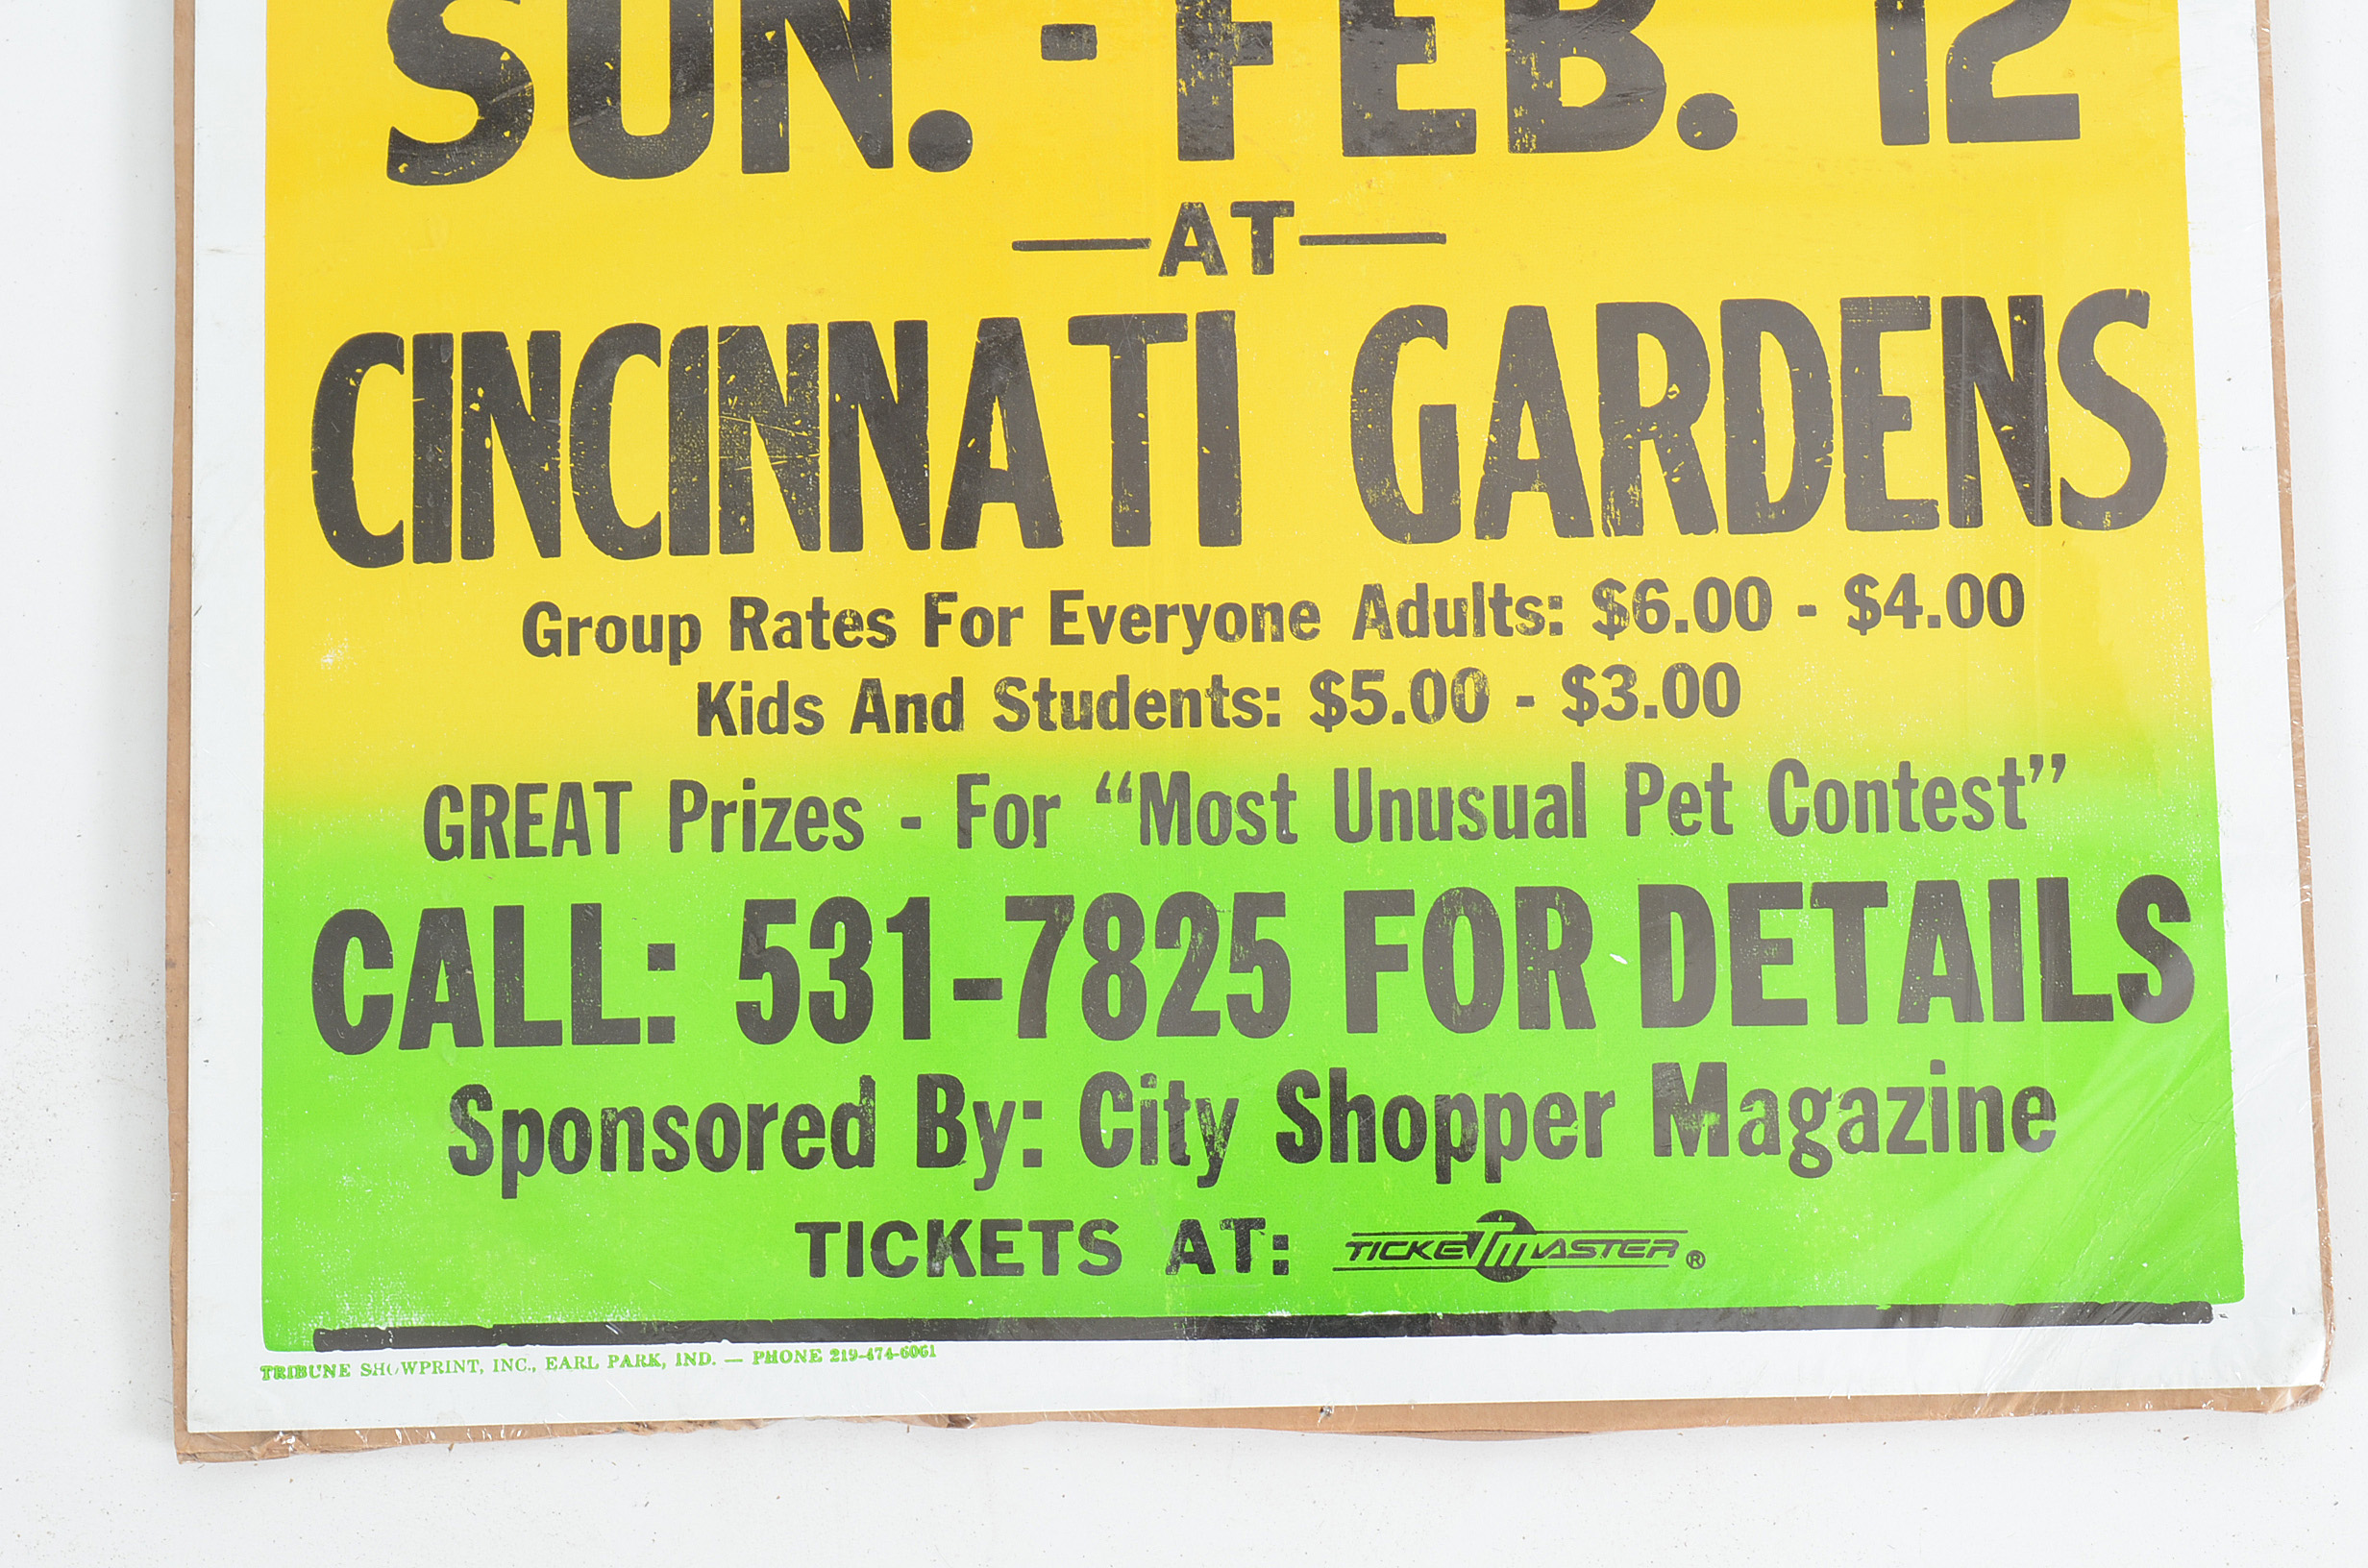 SUN. - FEB. 12
—AT—
CINCINNATI GARDENS
Group Rates For Everyone Adults: $6.00 - $4.00
Kids And Students: $5.00 - $3.00
GREAT Prizes - For “Most Unusual Pet Contest”
CALL: 531-7825 FOR DETAILS
Sponsored By: City Shopper Magazine
TICKETS AT: TICKETMASTER®
TRIBUNE SHOWPRINT, INC., EARL PARK, IND. — PHONE 219-474-6061